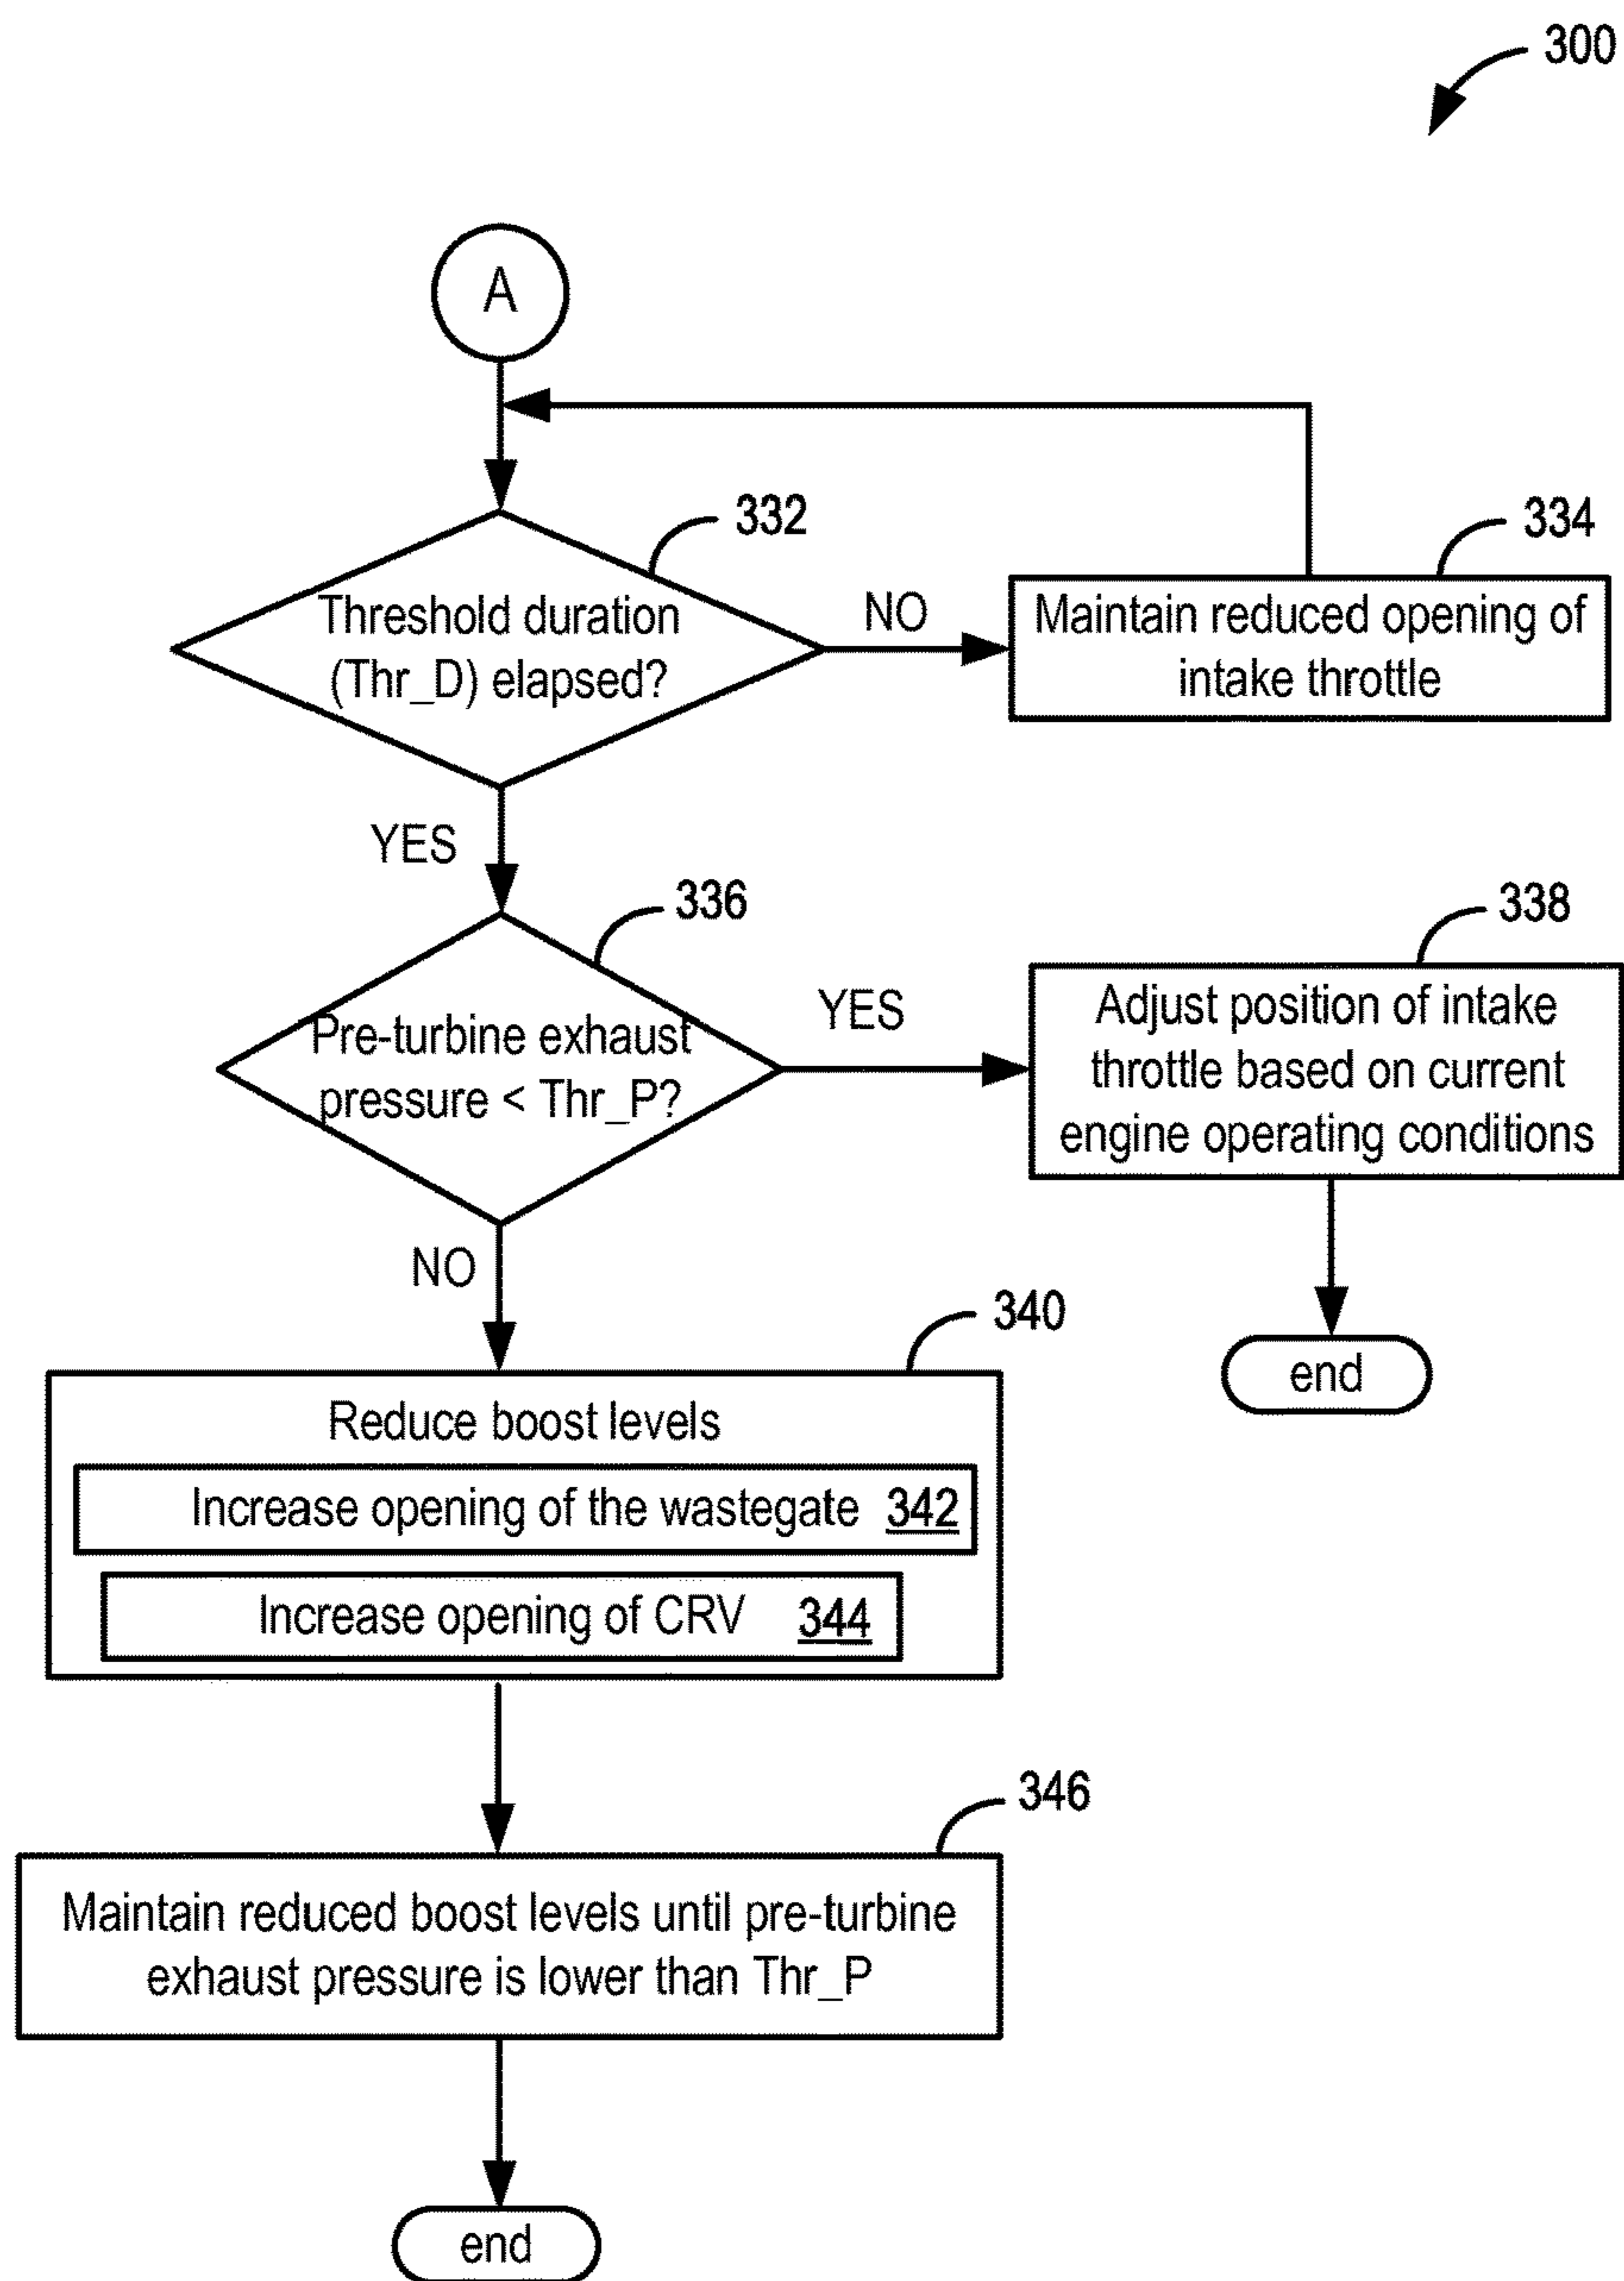 300
A
332
334
Threshold duration
(Thr_D) elapsed?
NO
Maintain reduced opening of
intake throttle
YES
336
338
Pre-turbine exhaust
pressure < Thr_P?
YES
Adjust position of intake
throttle based on current
engine operating conditions
NO
340
end
Reduce boost levels
Increase opening of the wastegate 342
Increase opening of CRV 344
346
Maintain reduced boost levels until pre-turbine
exhaust pressure is lower than Thr_P
end